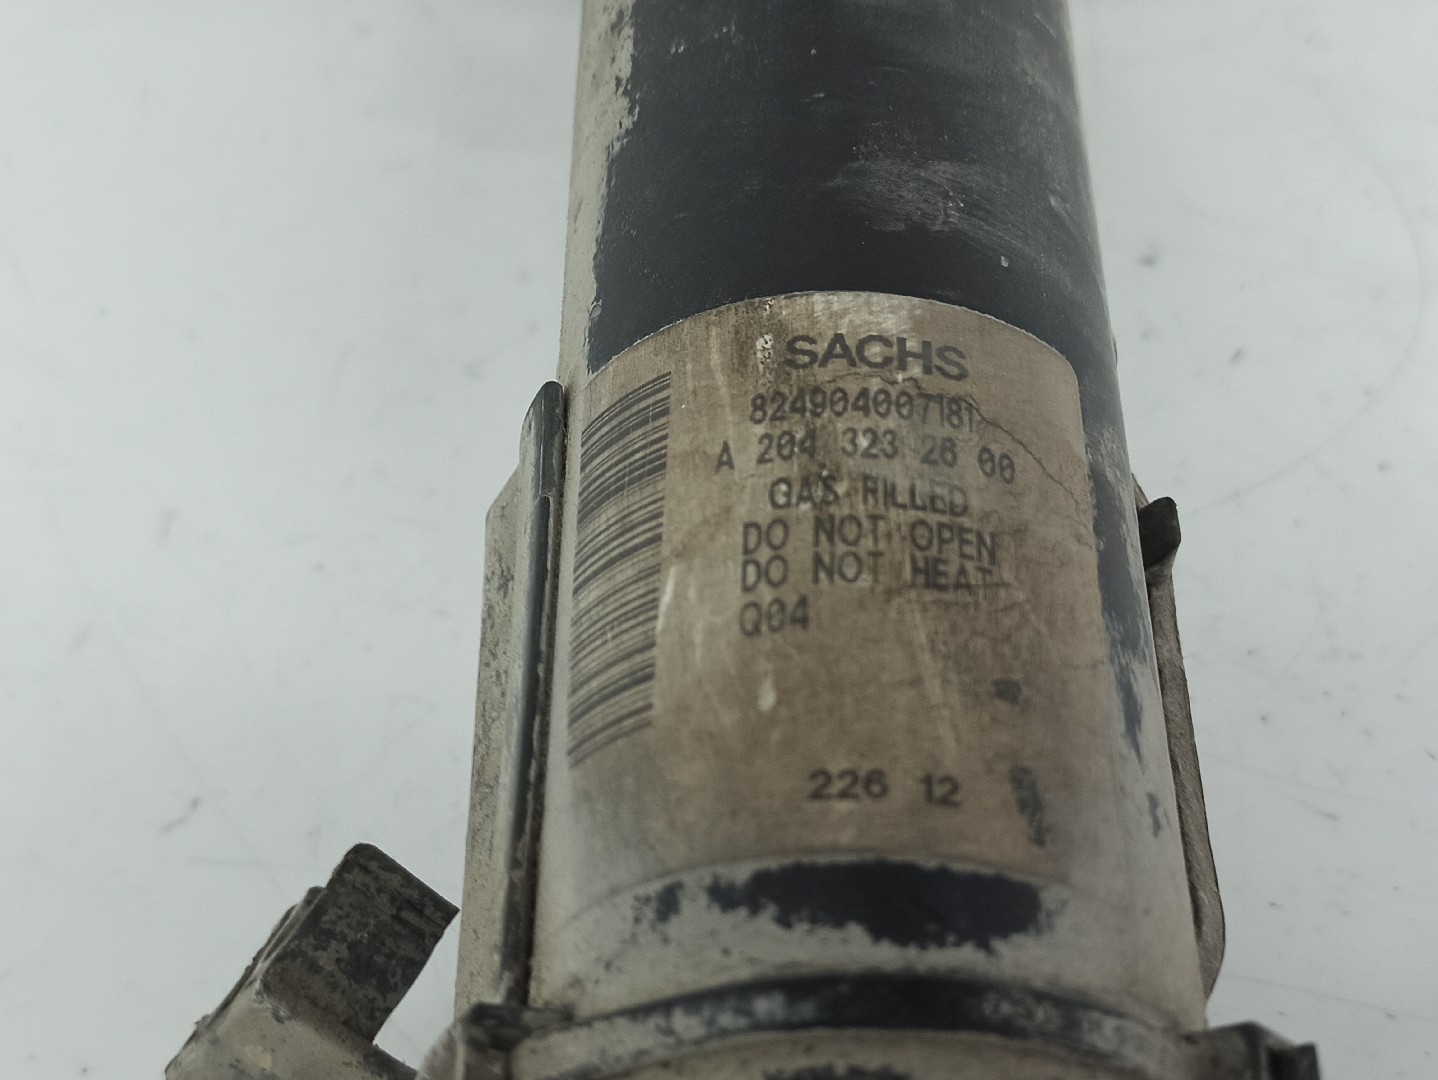 SACHS
824904007181
A 204 323 26 00
GAS FILLED
DO NOT OPEN
DO NOT HEAT
Q04
226 12